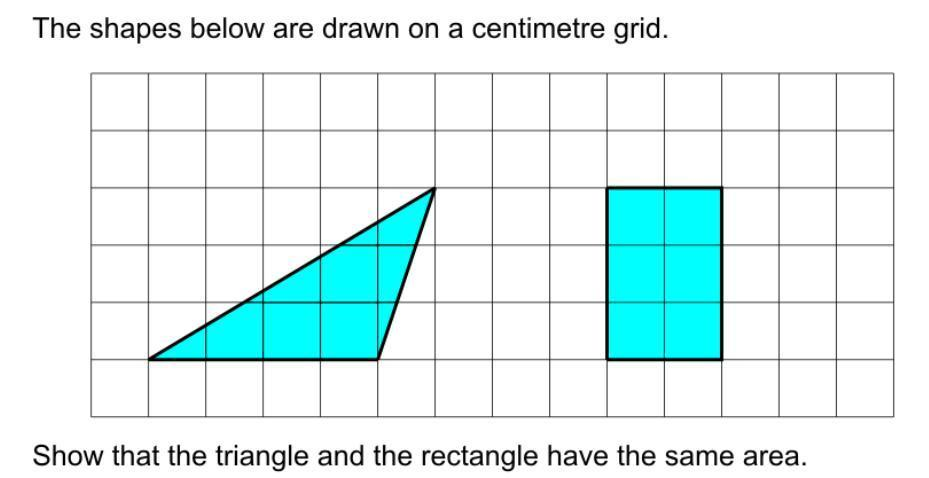 The shapes below are drawn on a centimetre grid.
Show that the triangle and the rectangle have the same area.